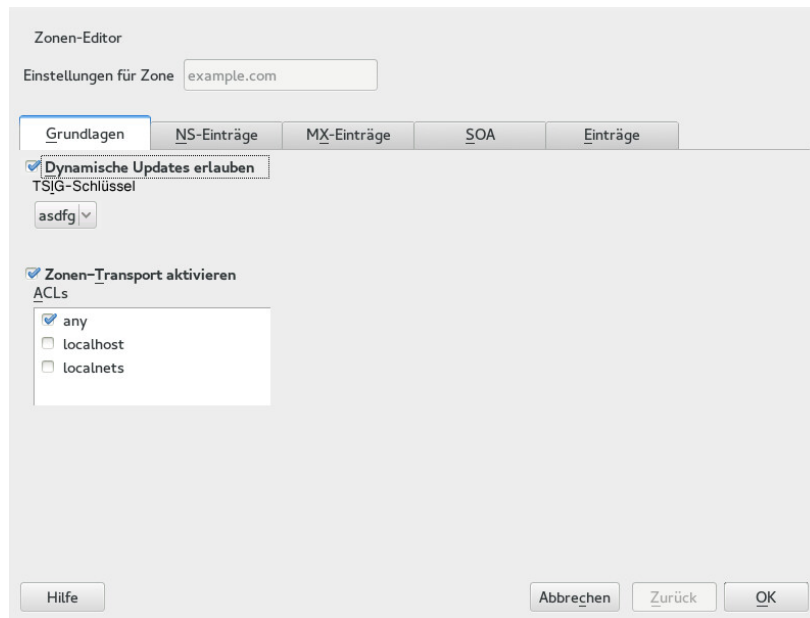 Zonen-Editor
Einstellungen für Zone example.com
Grundlagen NS-Einträge MX-Einträge SOA Einträge
Dynamische Updates erlauben
TSIG-Schlüssel
asdfg
Zonen-Transport aktivieren
ACLs
any
localhost
localnets
Hilfe Abbrechen Zurück OK